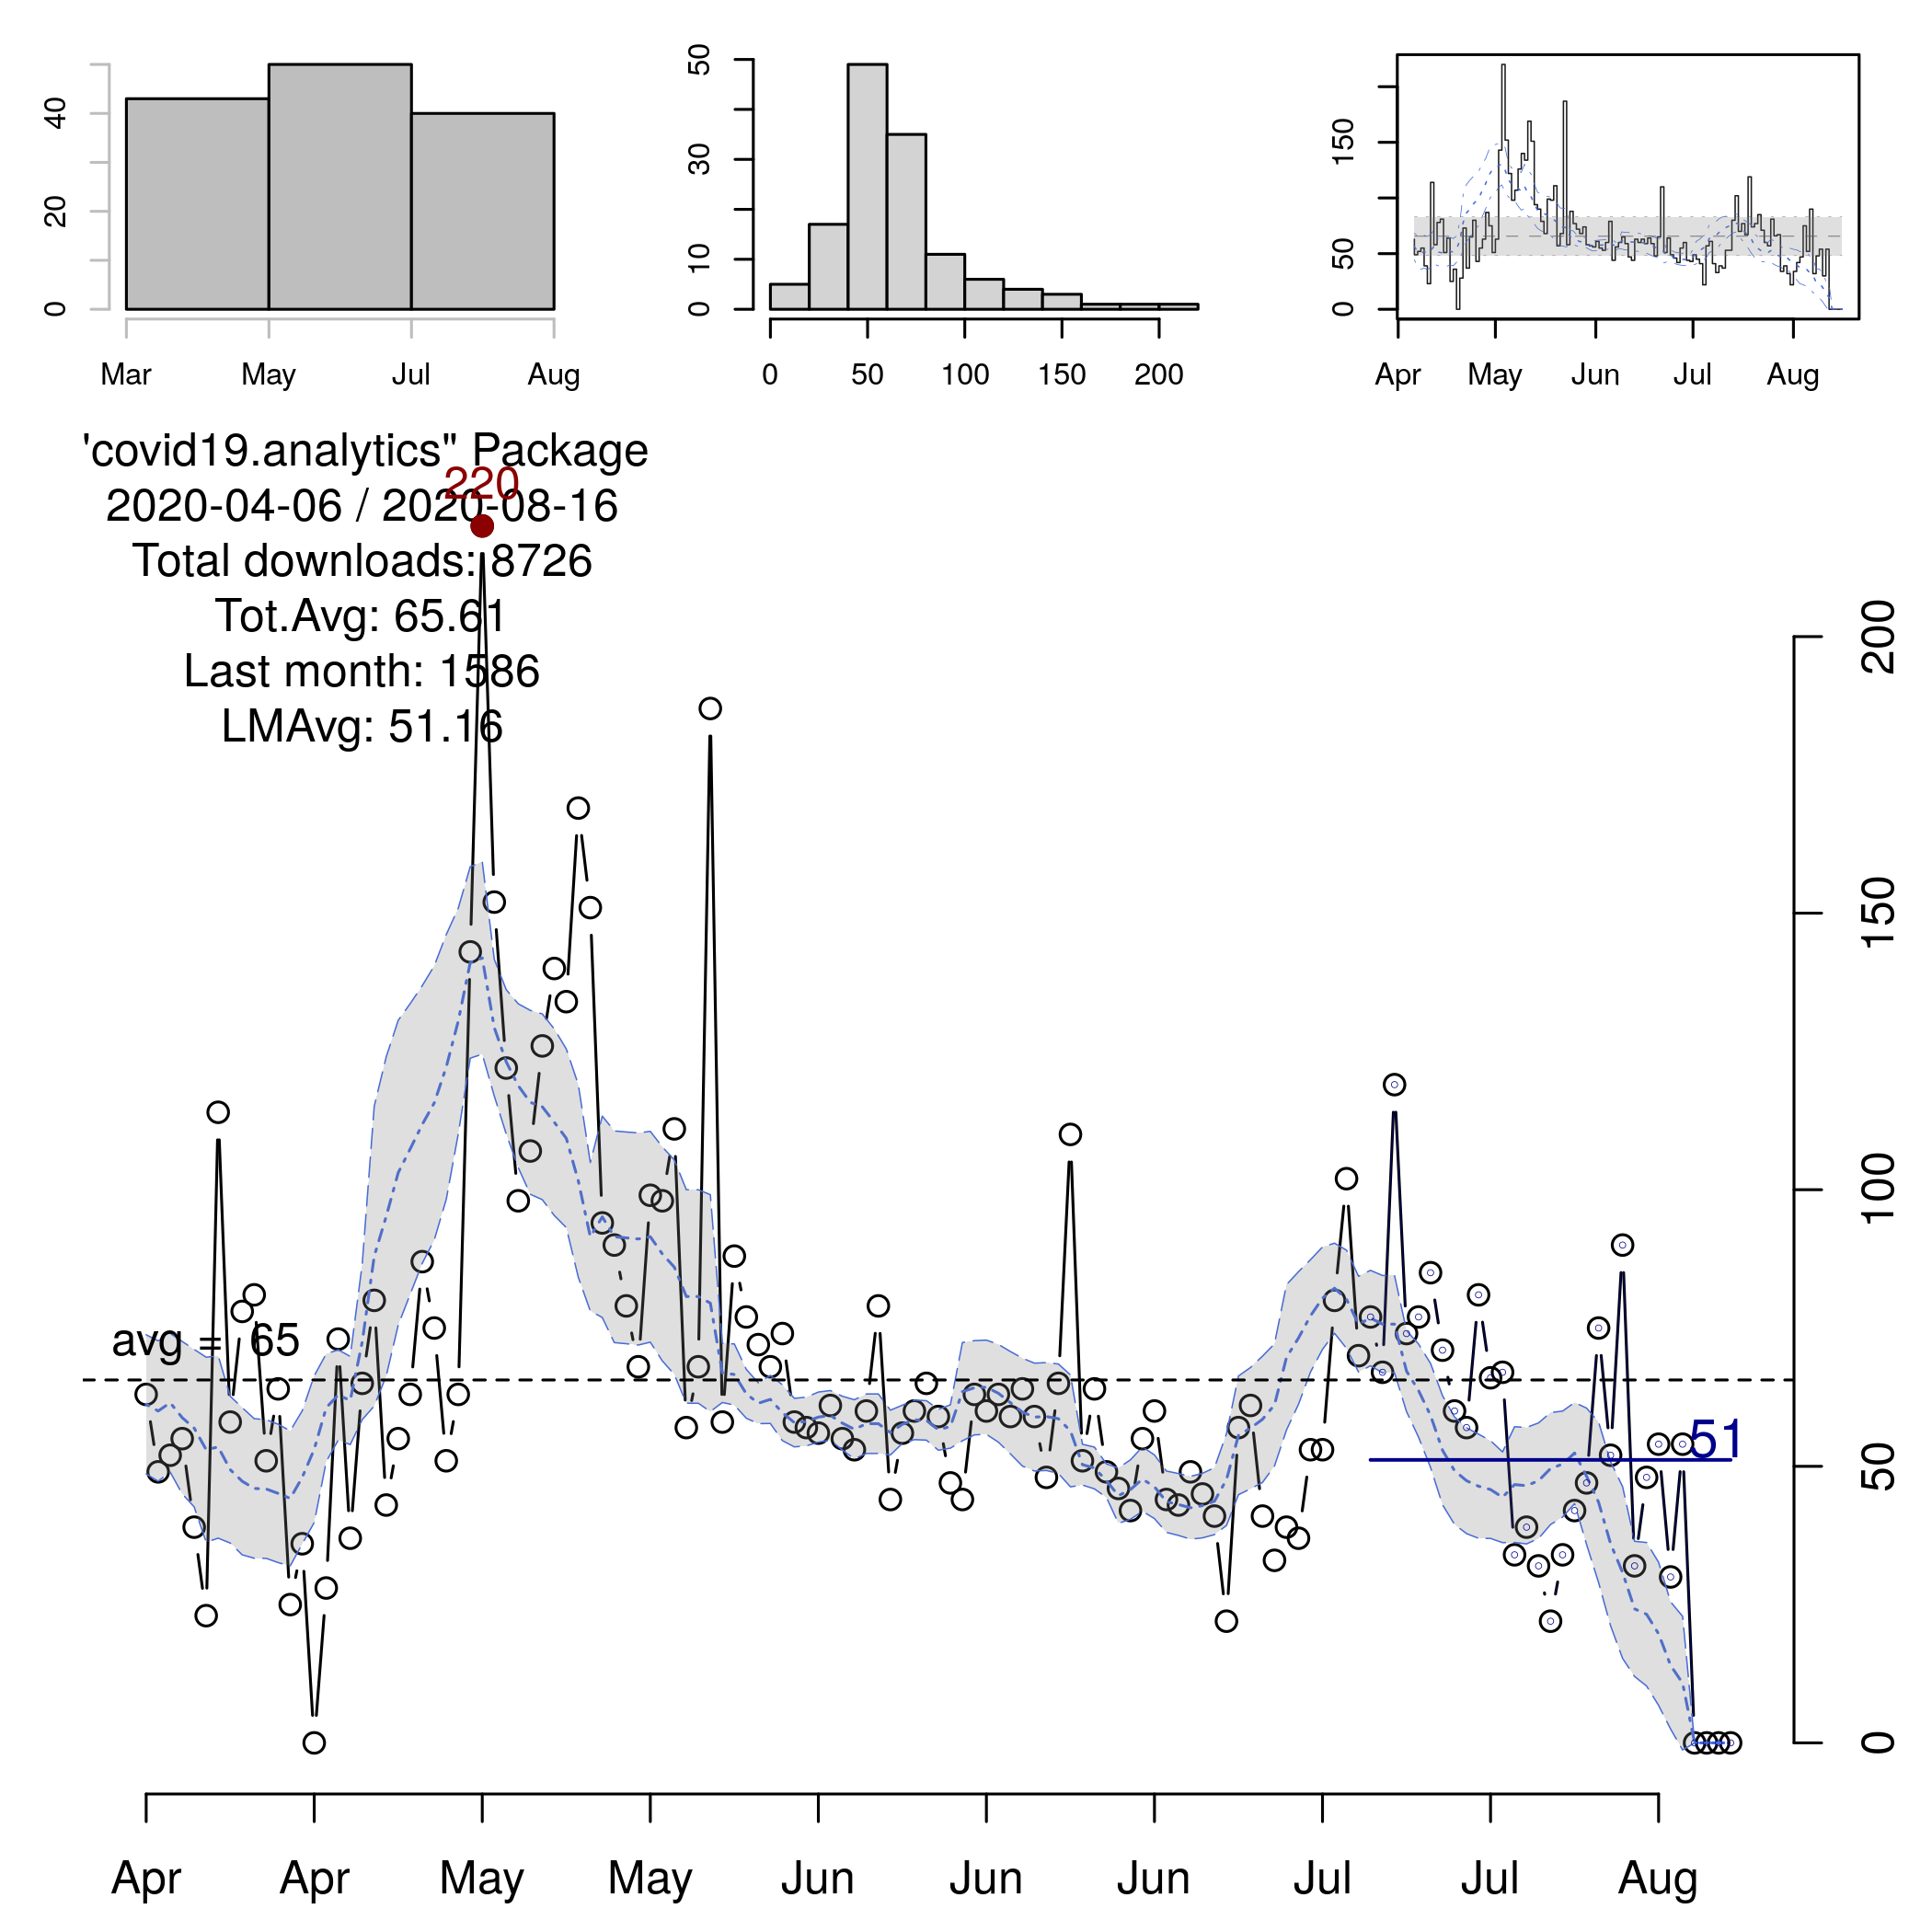 0 20 40
Mar May Jul Aug
0 10 30 50
0 50 100 150 200
0 50 150
Apr May Jun Jul Aug
'covid19.analytics" Package
220
2020-04-06 / 2020-08-16
Total downloads: 8726
Tot.Avg: 65.61
Last month: 1586
LMAvg: 51.16
avg = 65
51
0 50 100 150 200
Apr Apr May May Jun Jun Jun Jul Jul Aug